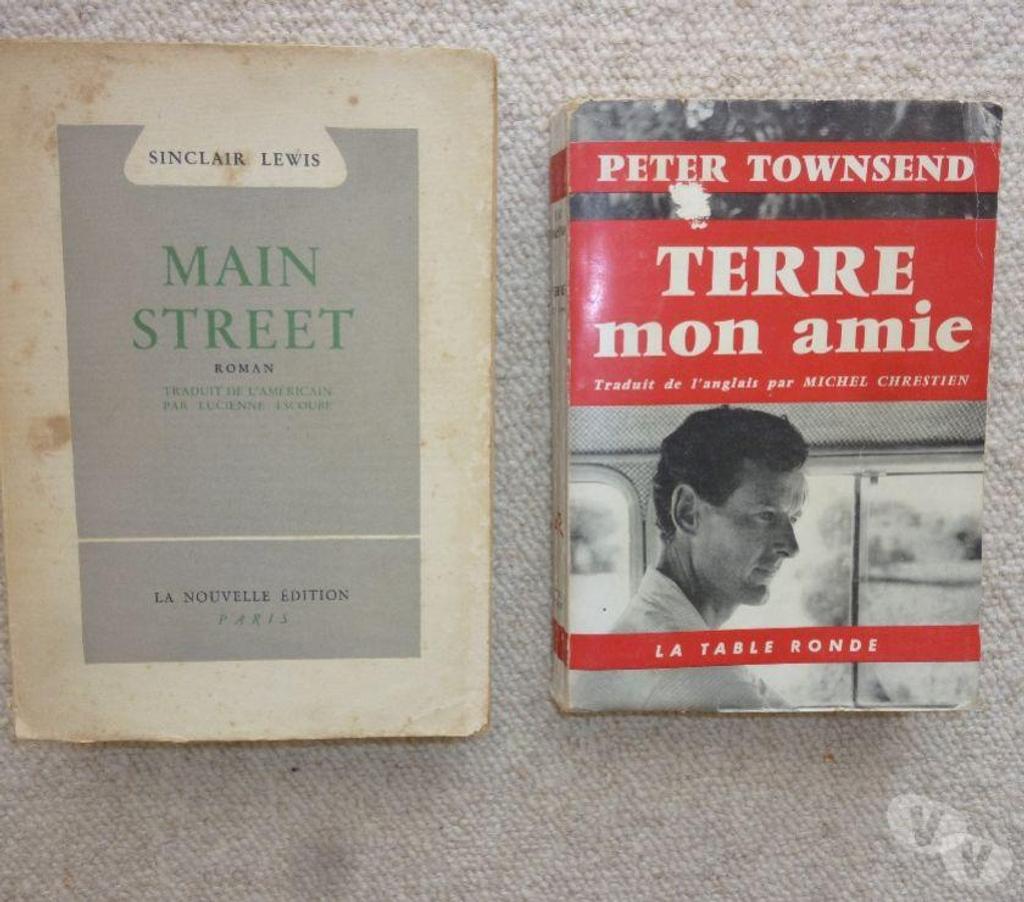 SINCLAIR LEWIS
MAIN
STREET
ROMAN
TRADUIT DE L'AMÉRICAIN
PAR LUCIENNE ESCOUBE
LA NOUVELLE ÉDITION
PARIS
PETER TOWNSEND
TERRE
mon amie
Traduit de l'anglais par MICHEL CHRESTIEN
LA TABLE RONDE